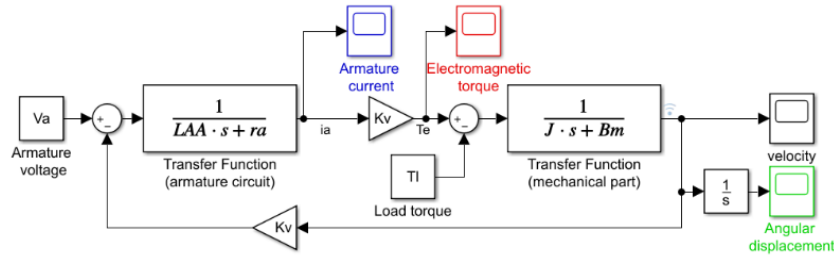 Armature
current
Electromagnetic
torque
Va
+
−
1
LAA · s + ra
ia
Kv
Te
+
−
1
J · s + Bm
Armature
voltage
Transfer Function
(armature circuit)
Tl
Load torque
Transfer Function
(mechanical part)
velocity
1
s
Kv
Angular
displacement